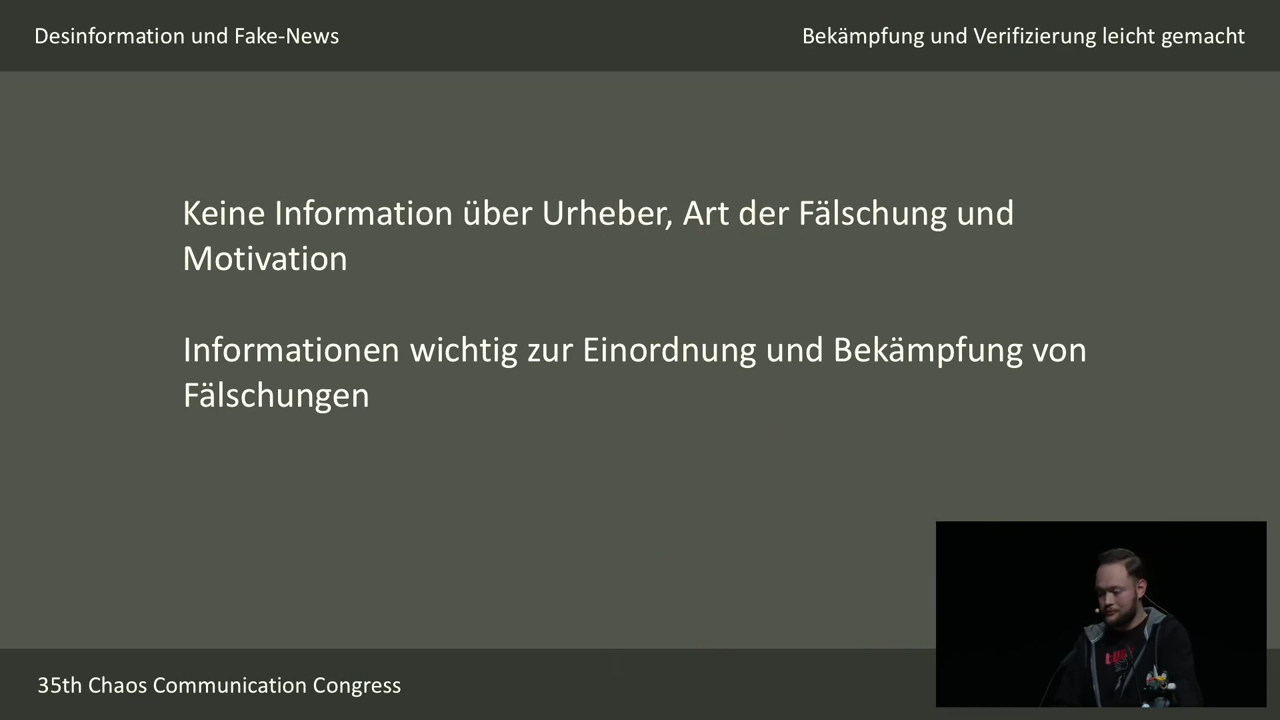 Desinformation und Fake-News
Bekämpfung und Verifizierung leicht gemacht
Keine Information über Urheber, Art der Fälschung und
Motivation
Informationen wichtig zur Einordnung und Bekämpfung von
Fälschungen
35th Chaos Communication Congress